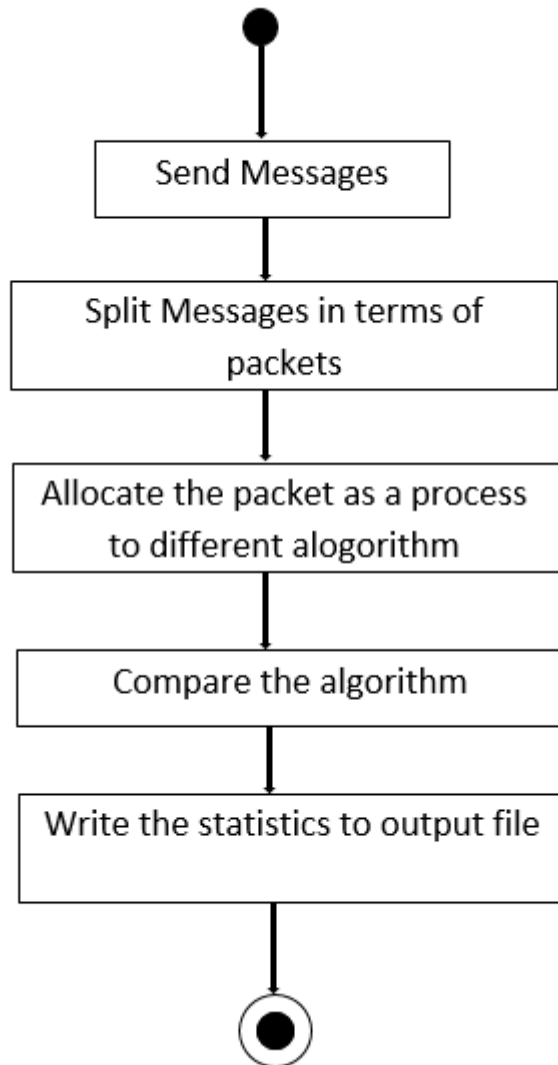 Send Messages
Split Messages in terms of
packets
Allocate the packet as a process
to different alogorithm
Compare the algorithm
Write the statistics to output file